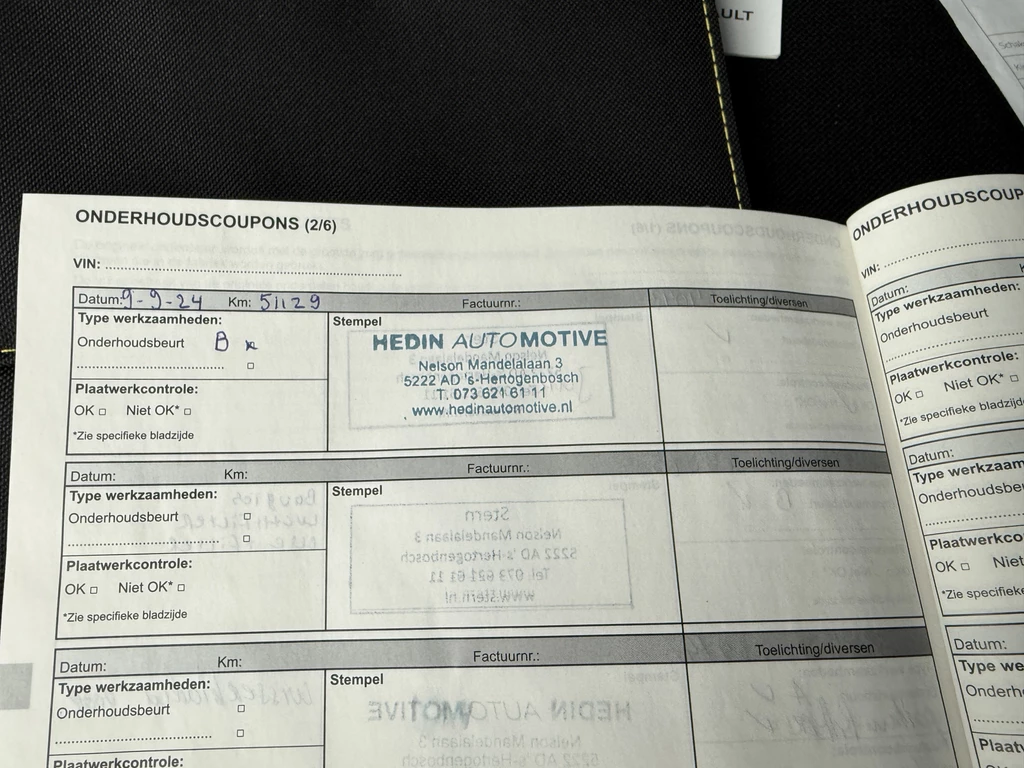 ULT
ONDERHOUDSCOUPONS (2/6)
VIN:
Datum: 9-9-24 Km: 51129 Factuurnr.: Toelichting/diversen
Type werkzaamheden:
Onderhoudsbeurt B x
Plaatwerkcontrole:
OK □ Niet OK* □
*Zie specifieke bladzijde
Stempel
HEDIN AUTOMOTIVE
Nelson Mandelalaan 3
5222 AD 's-Hertogenbosch
T. 073 621 61 11
www.hedinautomotive.nl
Datum: Km: Factuurnr.: Toelichting/diversen
Type werkzaamheden:
Onderhoudsbeurt □
□
Plaatwerkcontrole:
OK □ Niet OK* □
*Zie specifieke bladzijde
Stempel
Datum: Km: Factuurnr.: Toelichting/diversen
Type werkzaamheden:
Onderhoudsbeurt □
□
Plaatwerkcontrole:
Stempel
ONDERHOUDSCOUP
VIN:
Datum:
Type werkzaamheden:
Onderhoudsbeurt
Plaatwerkcontrole:
OK □ Niet OK* □
*Zie specifieke bladzijd
Datum:
Type werkzaam
Onderhoudsbe
Plaatwerkco
OK □ Niet
*Zie specifieke
Datum:
Type we
Onderh
Plaatw